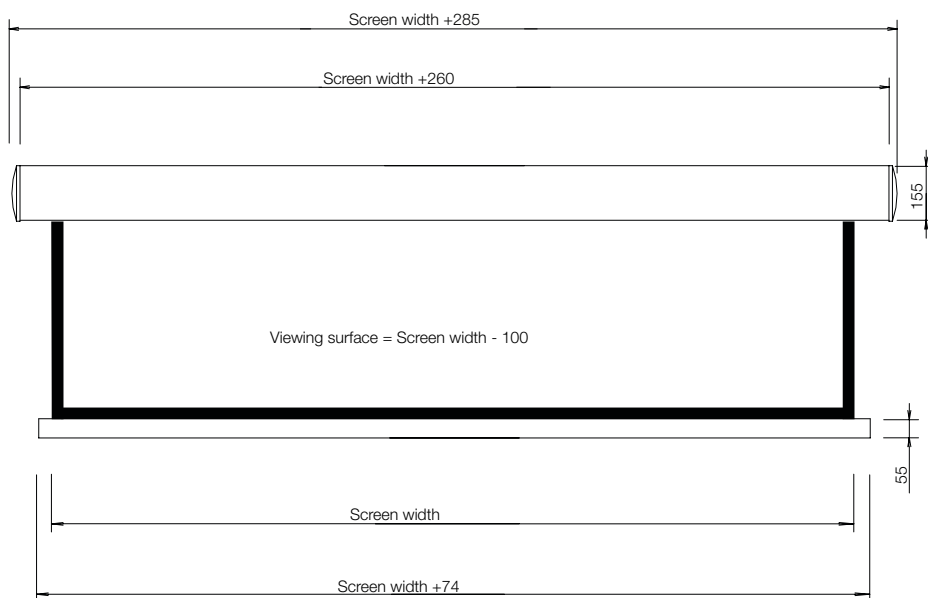 Screen width +285
Screen width +260
155
Viewing surface = Screen width - 100
55
Screen width
Screen width +74